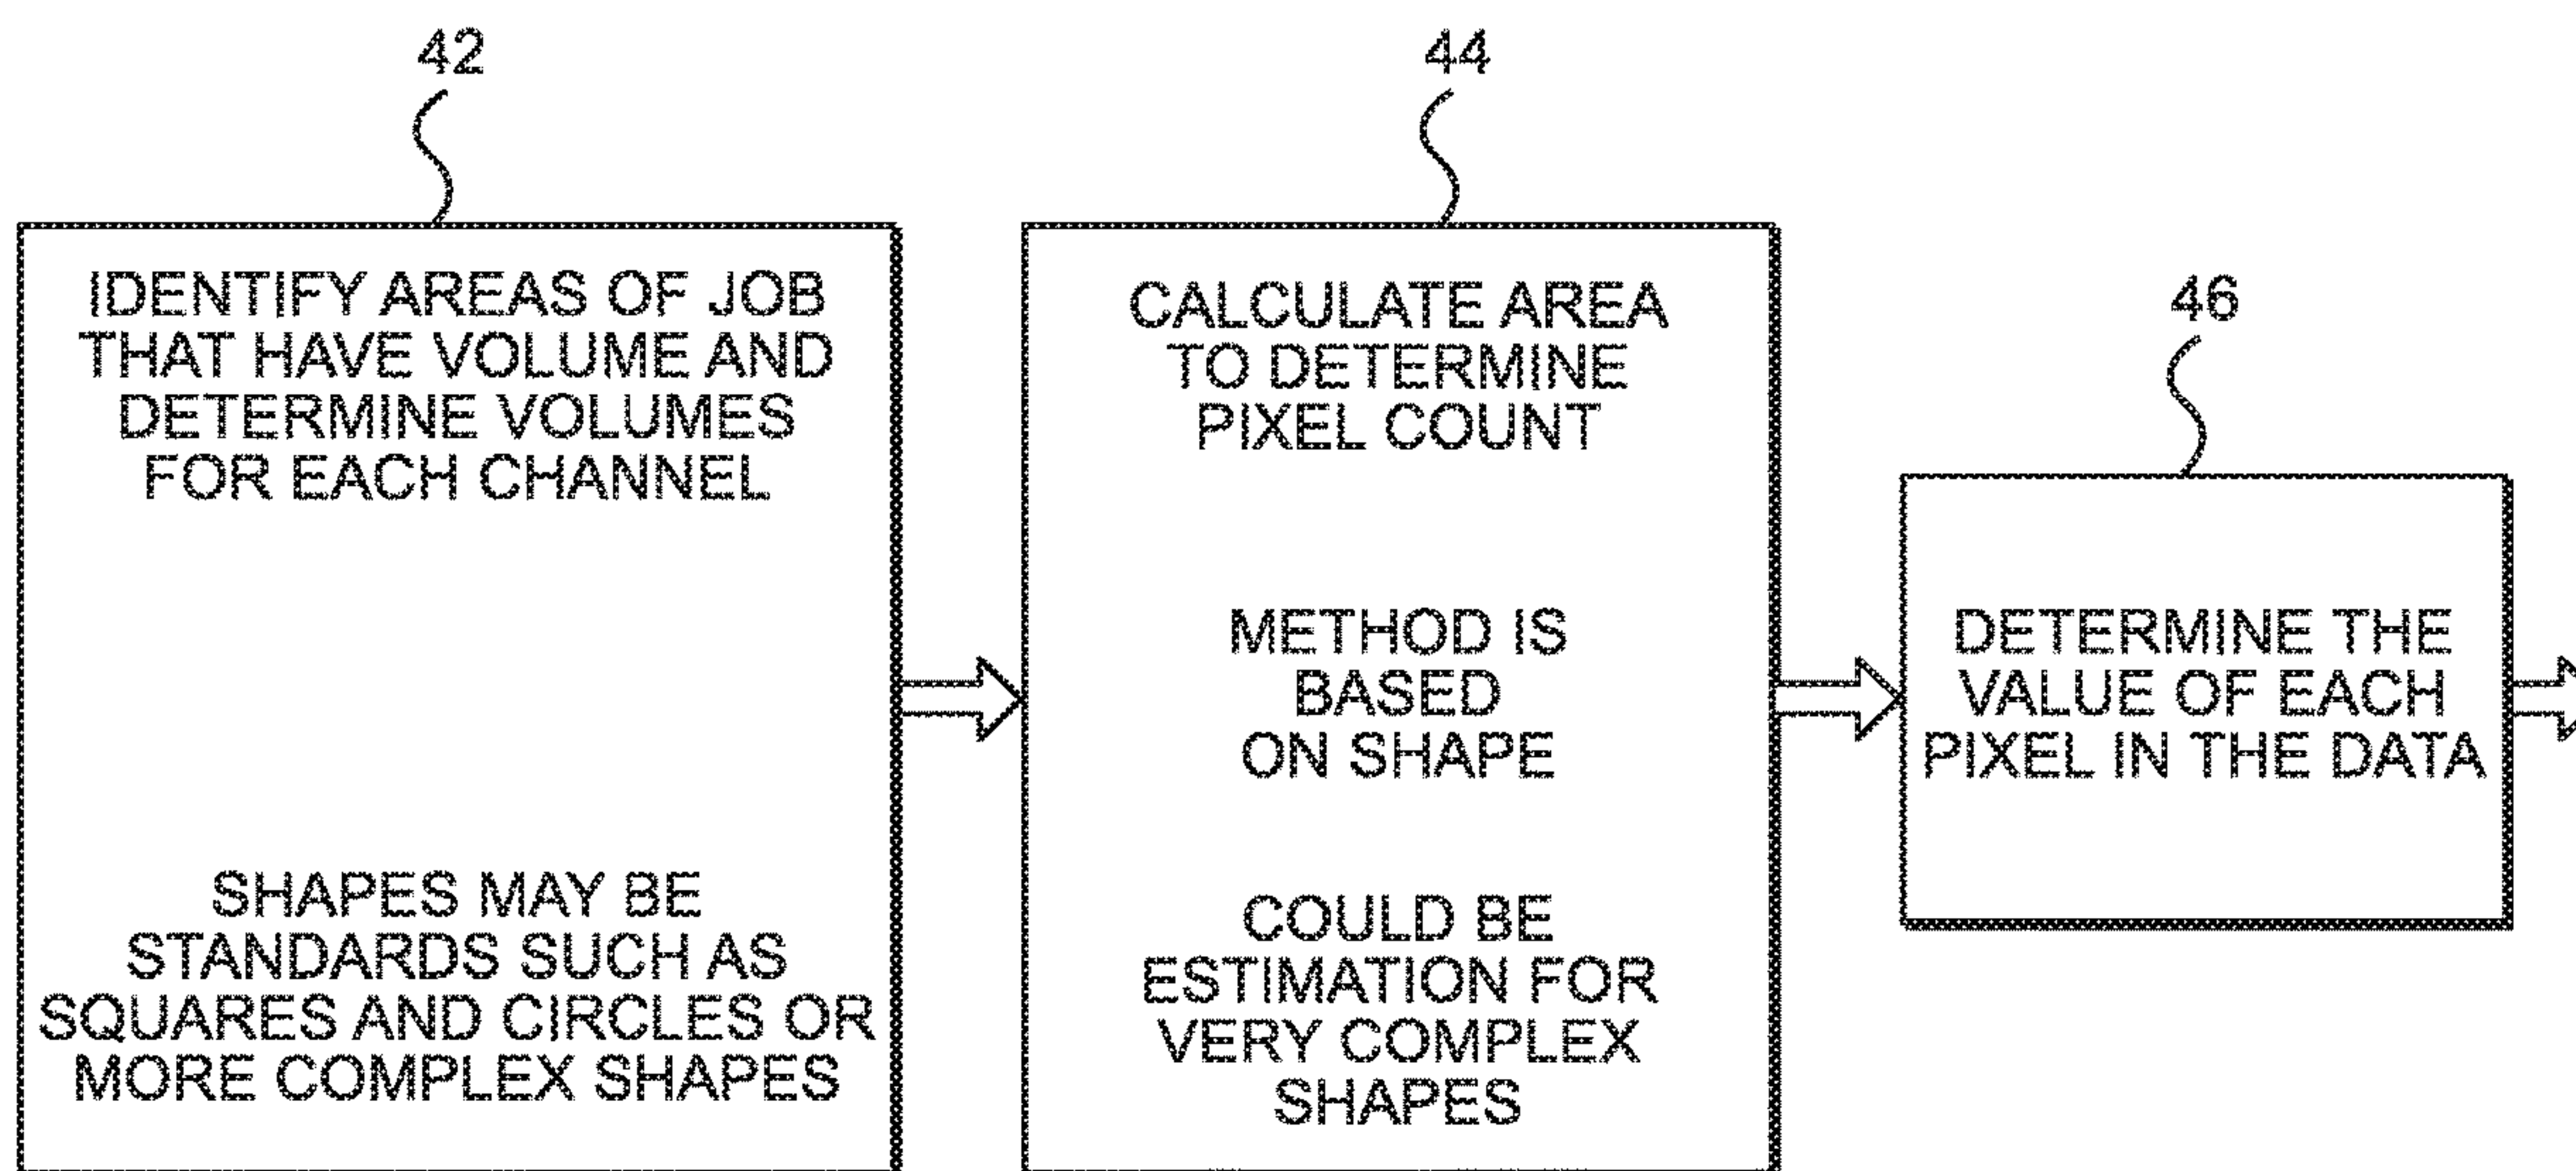 42
IDENTIFY AREAS OF JOB
THAT HAVE VOLUME AND
DETERMINE VOLUMES
FOR EACH CHANNEL
SHAPES MAY BE
STANDARDS SUCH AS
SQUARES AND CIRCLES OR
MORE COMPLEX SHAPES
44
CALCULATE AREA
TO DETERMINE
PIXEL COUNT
METHOD IS
BASED
ON SHAPE
COULD BE
ESTIMATION FOR
VERY COMPLEX
SHAPES
46
DETERMINE THE
VALUE OF EACH
PIXEL IN THE DATA